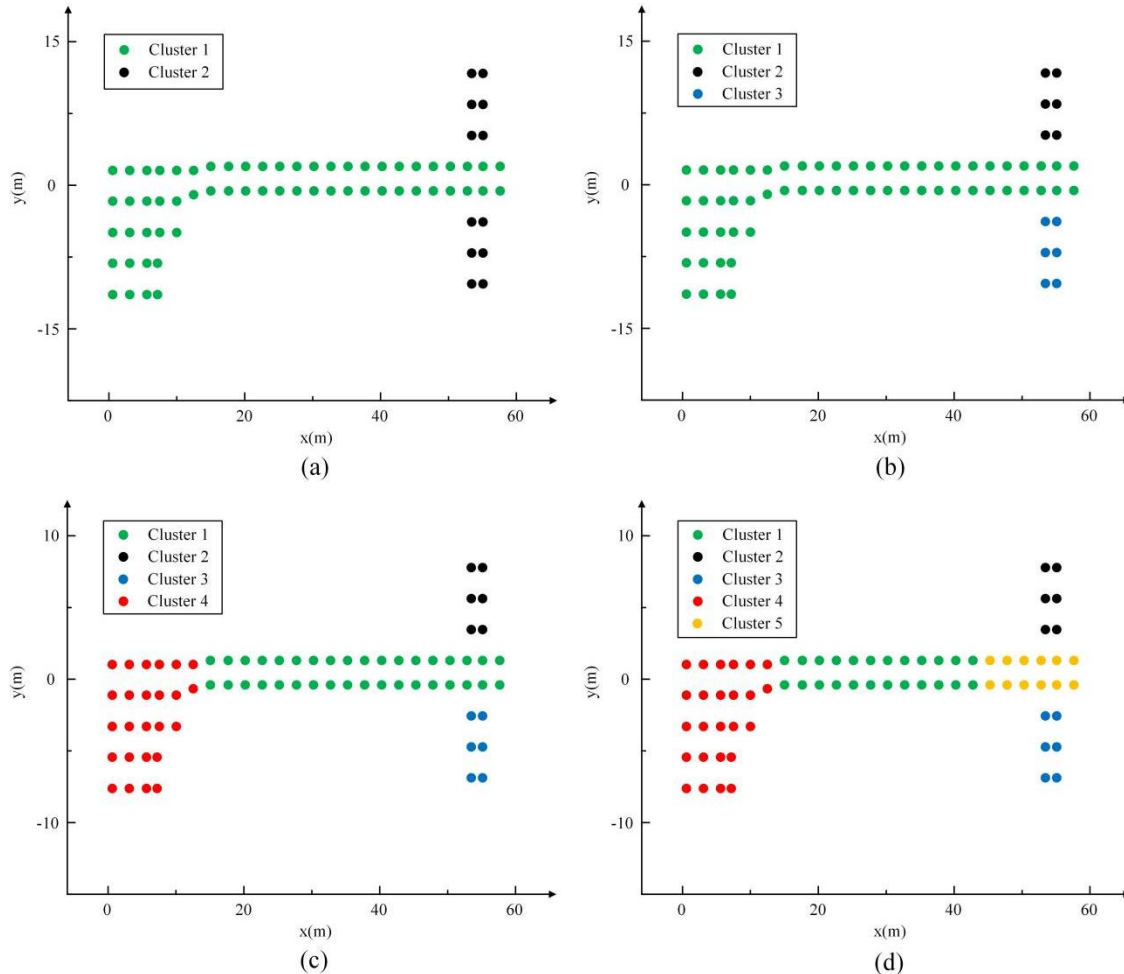 15
0
-15
y(m)
Cluster 1
Cluster 2
0
20
40
60
x(m)
(a)
15
0
-15
y(m)
Cluster 1
Cluster 2
Cluster 3
0
20
40
60
x(m)
(b)
10
0
-10
y(m)
Cluster 1
Cluster 2
Cluster 3
Cluster 4
0
20
40
60
x(m)
(c)
10
0
-10
y(m)
Cluster 1
Cluster 2
Cluster 3
Cluster 4
Cluster 5
0
20
40
60
x(m)
(d)